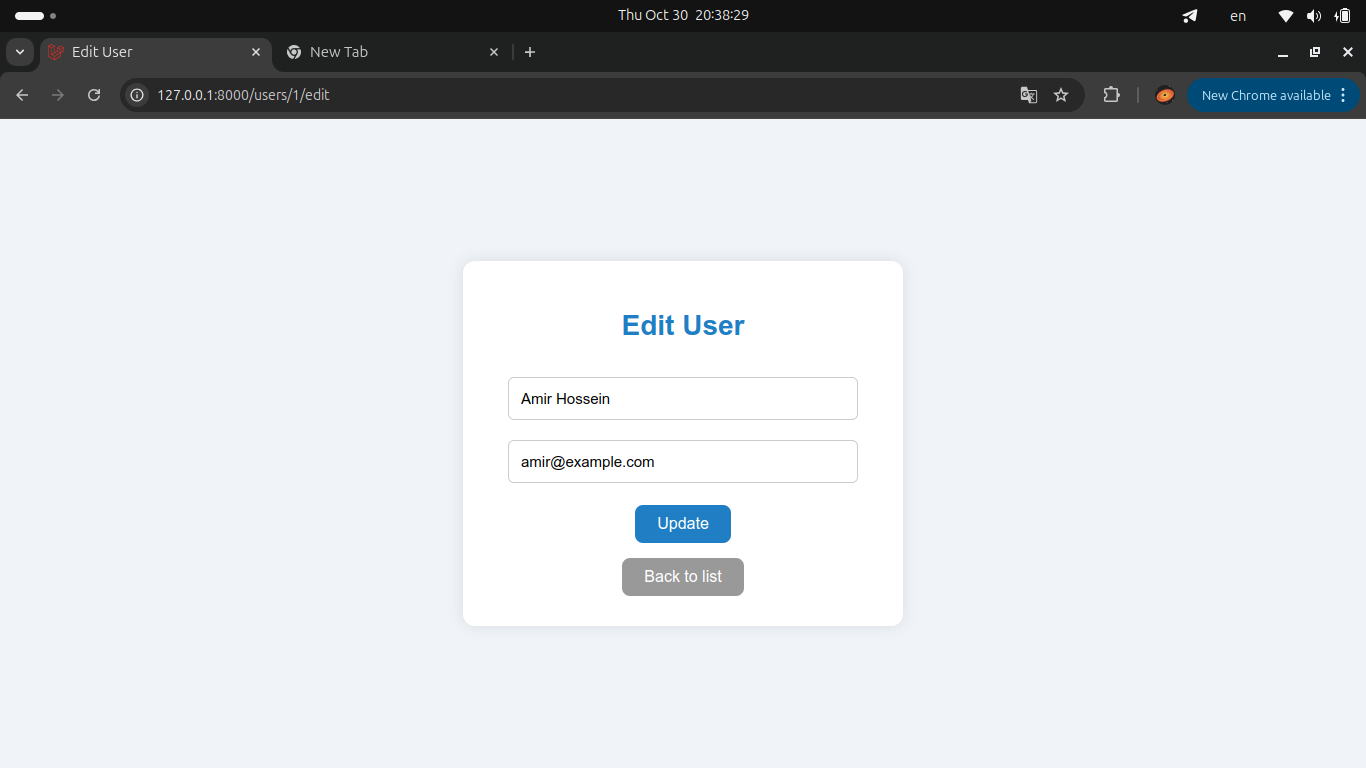 Thu Oct 30 20:38:29
en
Edit User
New Tab
127.0.0.1:8000/users/1/edit
New Chrome available
Edit User
Amir Hossein
amir@example.com
Update
Back to list